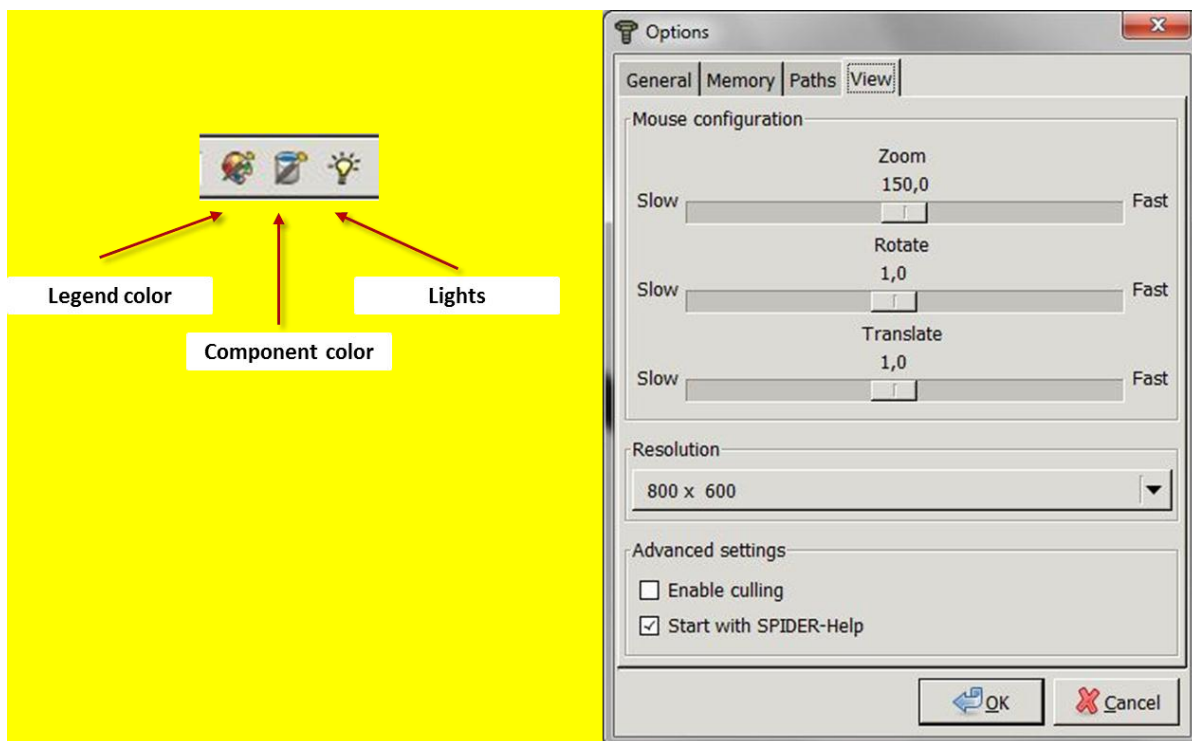 Legend color
Lights
Component color
Options
General Memory Paths View
Mouse configuration
Zoom
150,0
Slow Fast
Rotate
1,0
Slow Fast
Translate
1,0
Slow Fast
Resolution
800 x 600
Advanced settings
Enable culling
Start with SPIDER-Help
OK Cancel